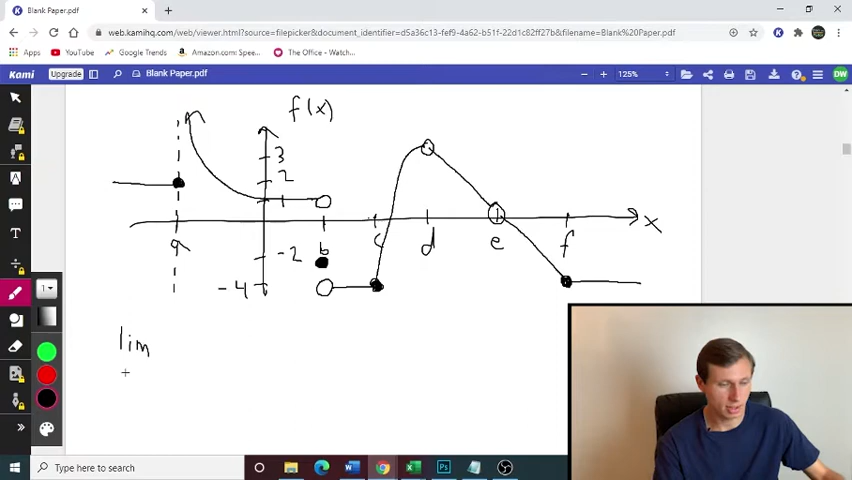 Blank Paper.pdf
web.kamihq.com/web/viewer.html?source=filepicker&document_identifier=d5a36c13-fef9-4a62-b51f-22d1c82ff27b&filename=Blank%20Paper.pdf
Apps YouTube Google Trends Amazon.com: Spee... The Office - Watch...
Kami Upgrade Blank Paper.pdf 125% DW
f(x)
3
2
x
a b c d e f
-2
-4
lim
1
Type here to search